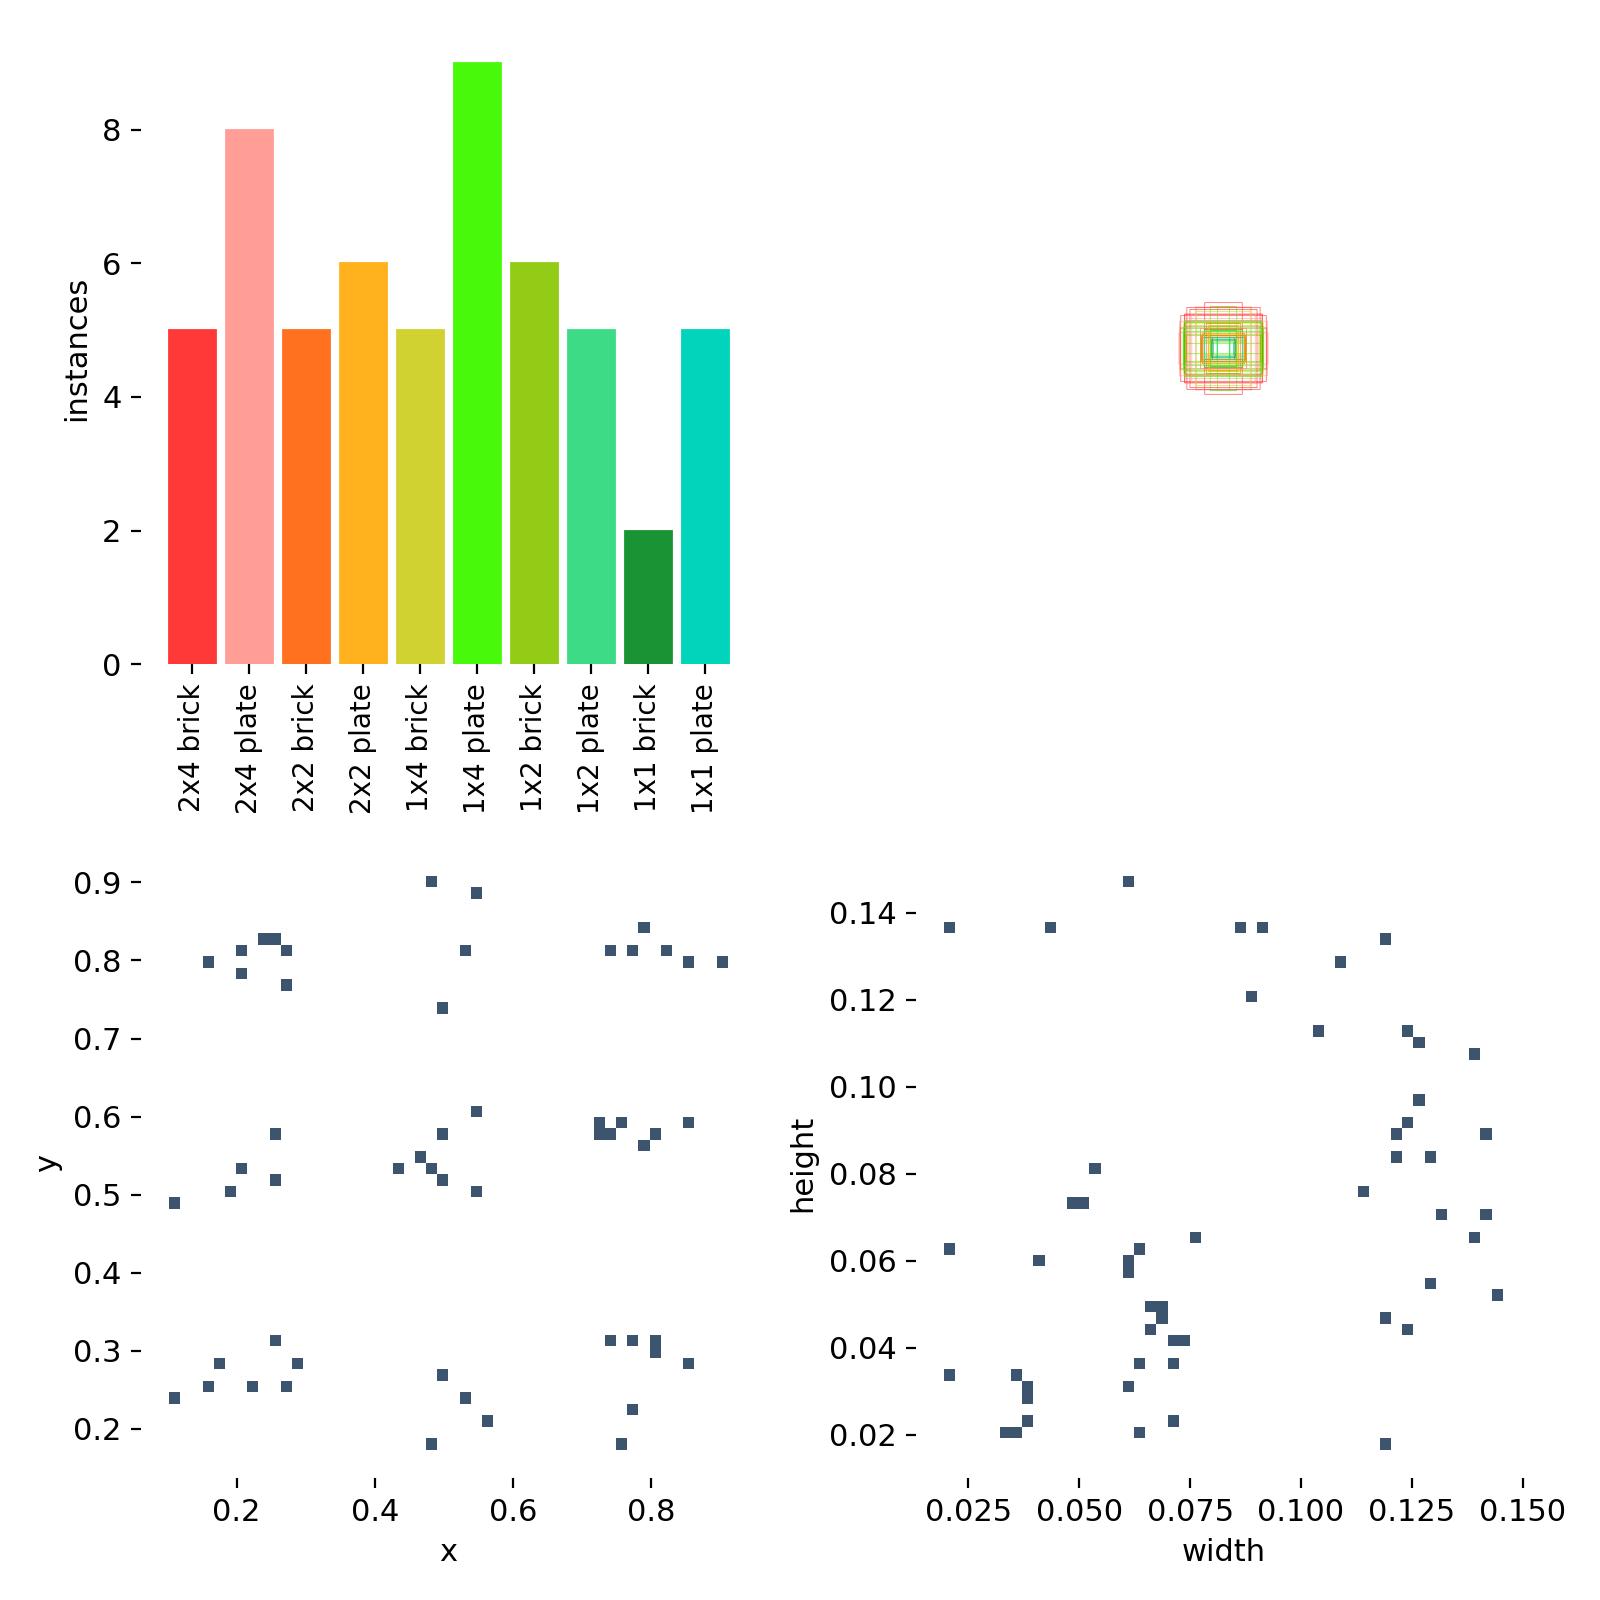 instances
8
6
4
2
0
2x4 brick
2x4 plate
2x2 brick
2x2 plate
1x4 brick
1x4 plate
1x2 brick
1x2 plate
1x1 brick
1x1 plate
y
0.9
0.8
0.7
0.6
0.5
0.4
0.3
0.2
0.2 0.4 0.6 0.8
x
height
0.14
0.12
0.10
0.08
0.06
0.04
0.02
0.025 0.050 0.075 0.100 0.125 0.150
width